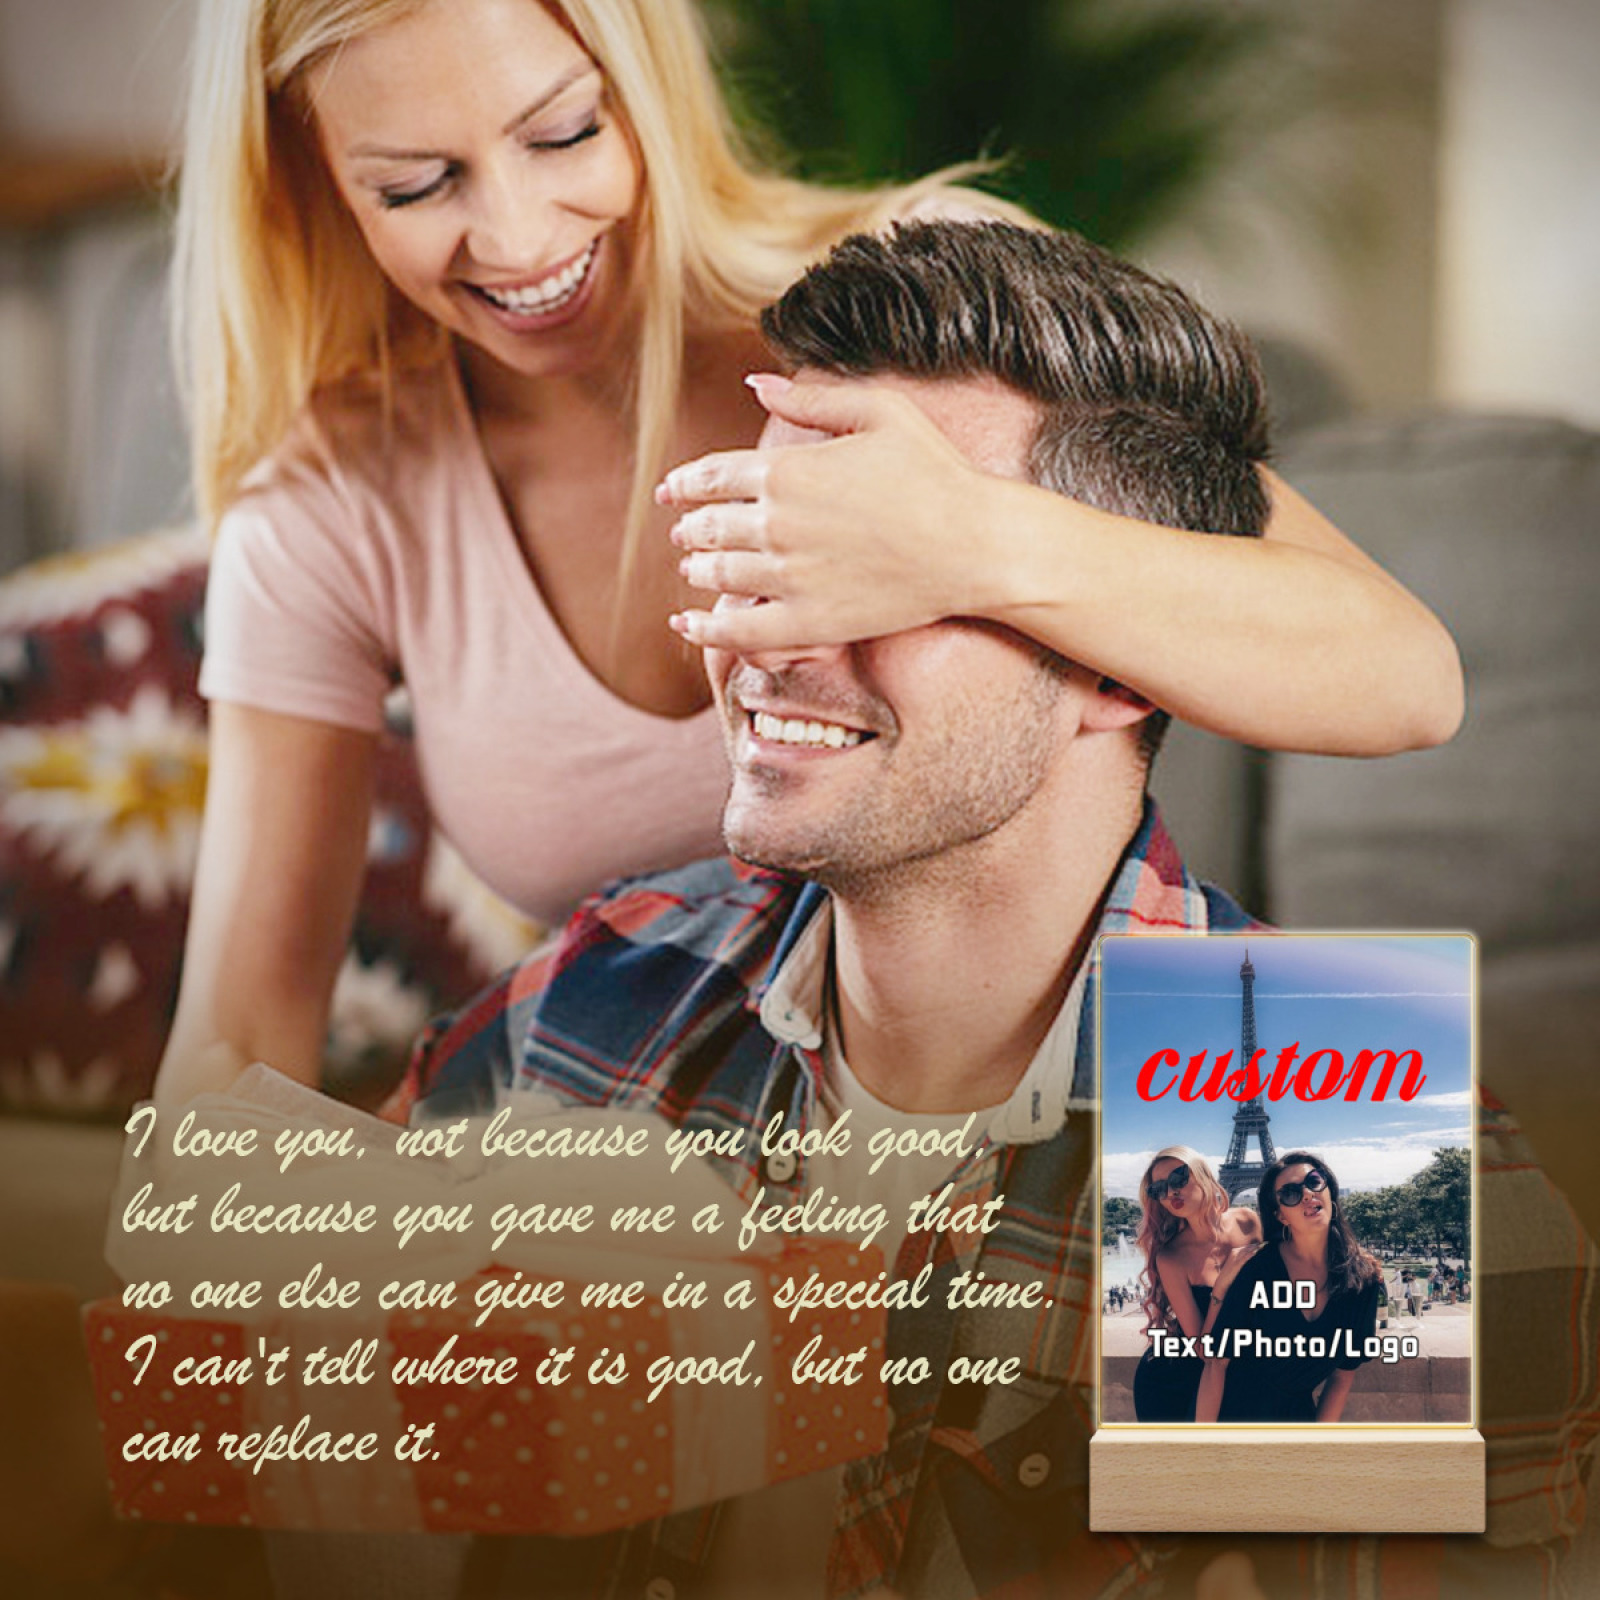 I love you, not because you look good,
but because you gave me a feeling that
no one else can give me in a special time.
I can't tell where it is good, but no one
can replace it.
custom
ADD
Text/Photo/Logo